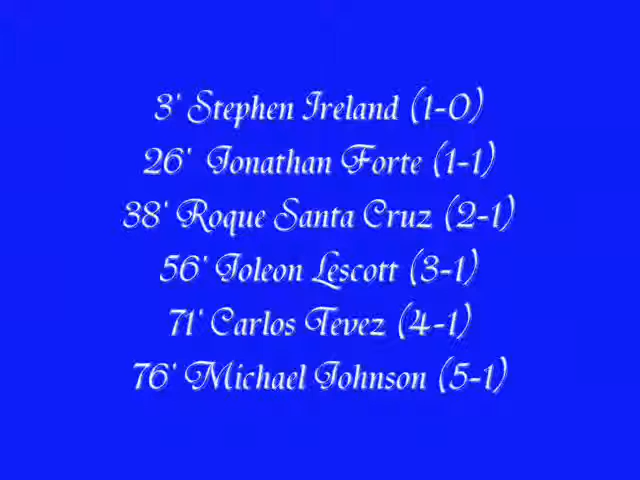 3' Stephen Ireland (1-0)
26' Jonathan Forte (1-1)
38' Roque Santa Cruz (2-1)
56' Joleon Lescott (3-1)
71' Carlos Tevez (4-1)
76' Michael Johnson (5-1)